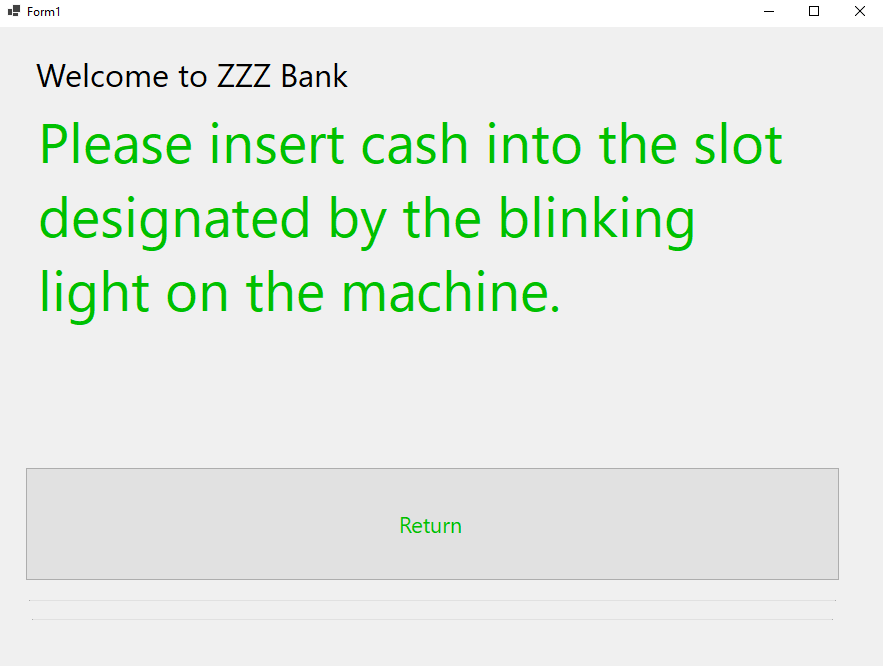 Form1
Welcome to ZZZ Bank
Please insert cash into the slot
designated by the blinking
light on the machine.
Return